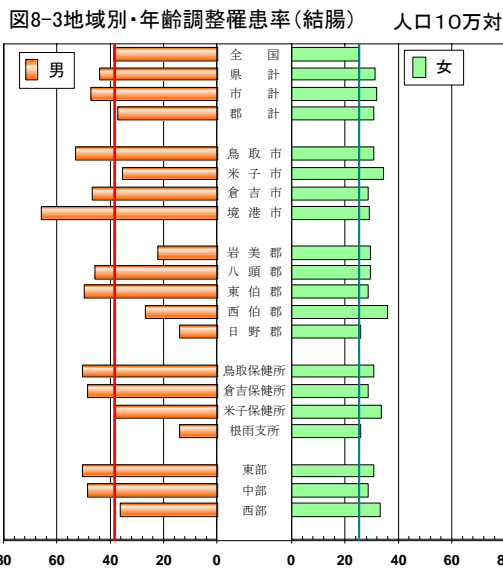 図8-3地域別・年齢調整罹患率(結腸)　人口10万対
男
女
全国
県計
市計
郡計
鳥取市
米子市
倉吉市
境港市
岩美郡
八頭郡
東伯郡
西伯郡
日野郡
鳥取保健所
倉吉保健所
米子保健所
根雨支所
東部
中部
西部
80 60 40 20 0 0 20 40 60 80